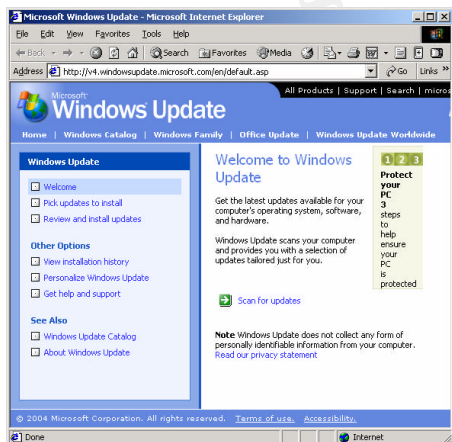 Microsoft Windows Update - Microsoft Internet Explorer
File Edit View Favorites Tools Help
Back Search Favorites Media
Address http://v4.windowsupdate.microsoft.com/en/default.asp Go Links »
All Products | Support | Search | micros
Microsoft
Windows Update
Home | Windows Catalog | Windows Family | Office Update | Windows Update Worldwide
Windows Update
Welcome
Pick updates to install
Review and install updates
Other Options
View installation history
Personalize Windows Update
Get help and support
See Also
Windows Update Catalog
About Windows Update
Welcome to Windows
Update
Get the latest updates available for your
computer's operating system, software,
and hardware.
Windows Update scans your computer
and provides you with a selection of
updates tailored just for you.
Scan for updates
Note Windows Update does not collect any form of
personally identifiable information from your computer.
Read our privacy statement
1 2 3
Protect
your
PC
3
steps
to
help
ensure
your
PC
is
protected
© 2004 Microsoft Corporation. All rights reserved. Terms of use. Accessibility.
Done Internet